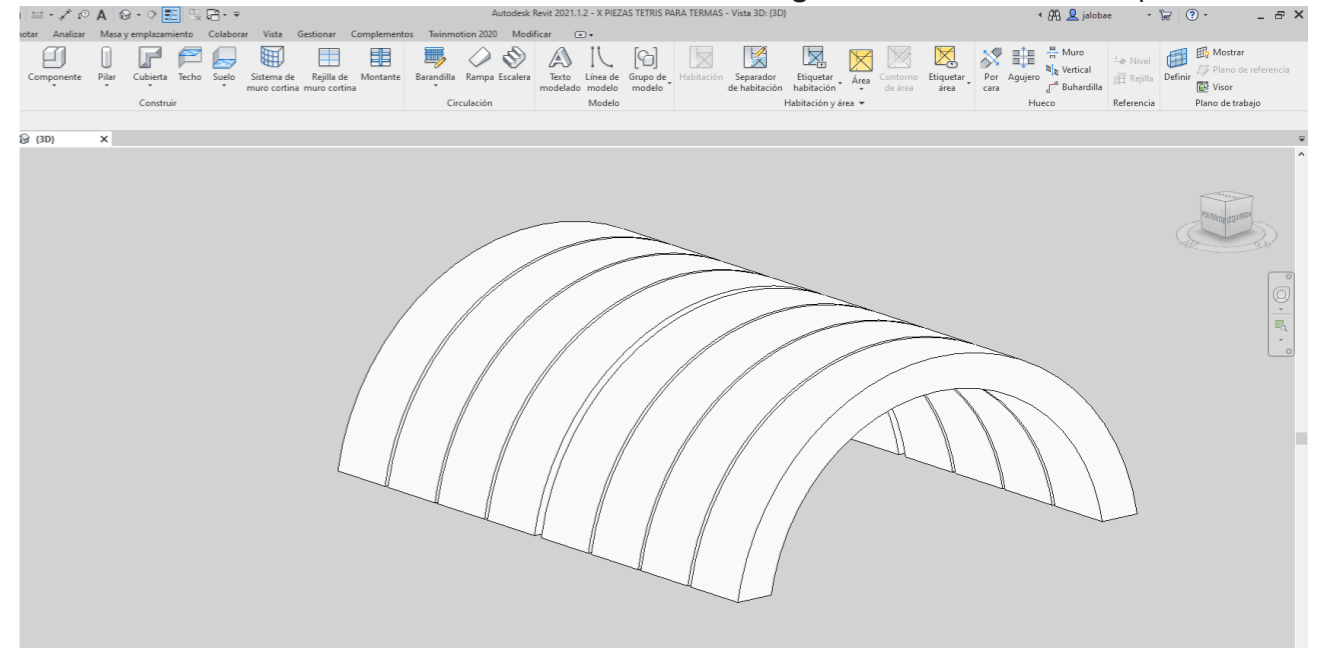 Autodesk Revit 2021.1.2 - X PIEZAS TETRIS PARA TERMAS - Vista 3D: {3D}
jalobae
notar Analizar Masa y emplazamiento Colaborar Vista Gestionar Complementos Twinmotion 2020 Modificar
Componente Pilar Cubierta Techo Suelo Sistema de muro cortina Rejilla de muro cortina Montante
Construir
Barandilla Rampa Escalera
Circulación
Texto modelado Línea de modelo Grupo de modelo
Modelo
Habitación Separador de habitación Etiquetar habitación Área Contorno de área Etiquetar área
Habitación y área
Por cara Agujero Muro
Vertical
Buhardilla
Hueco
Nivel
Rejilla
Referencia
Definir Mostrar
Plano de referencia
Visor
Plano de trabajo
{3D}
POSTERIOR IZQUIERDA